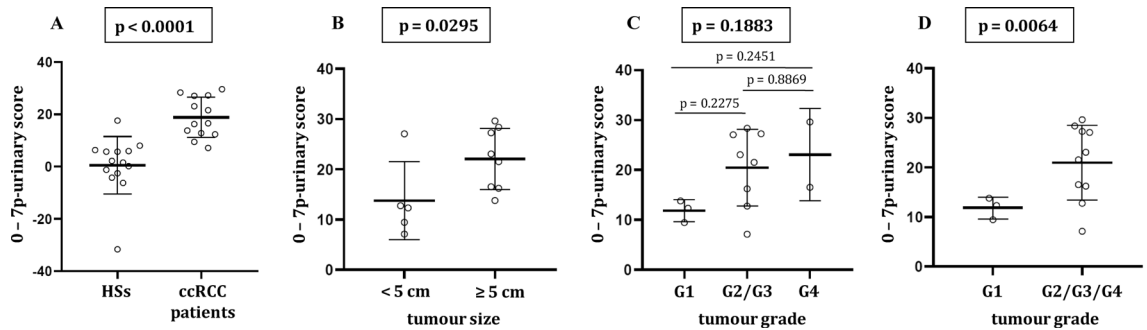 A
p < 0.0001
0 – 7p-urinary score
40
20
0
-20
-40
HSs
ccRCC
patients
B
p = 0.0295
0 – 7p-urinary score
40
30
20
10
0
< 5 cm
≥ 5 cm
tumour size
C
p = 0.1883
p = 0.2451
p = 0.8869
p = 0.2275
0 – 7p-urinary score
40
30
20
10
0
G1
G2/G3
G4
tumour grade
D
p = 0.0064
0 – 7p-urinary score
40
30
20
10
0
G1
G2/G3/G4
tumour grade